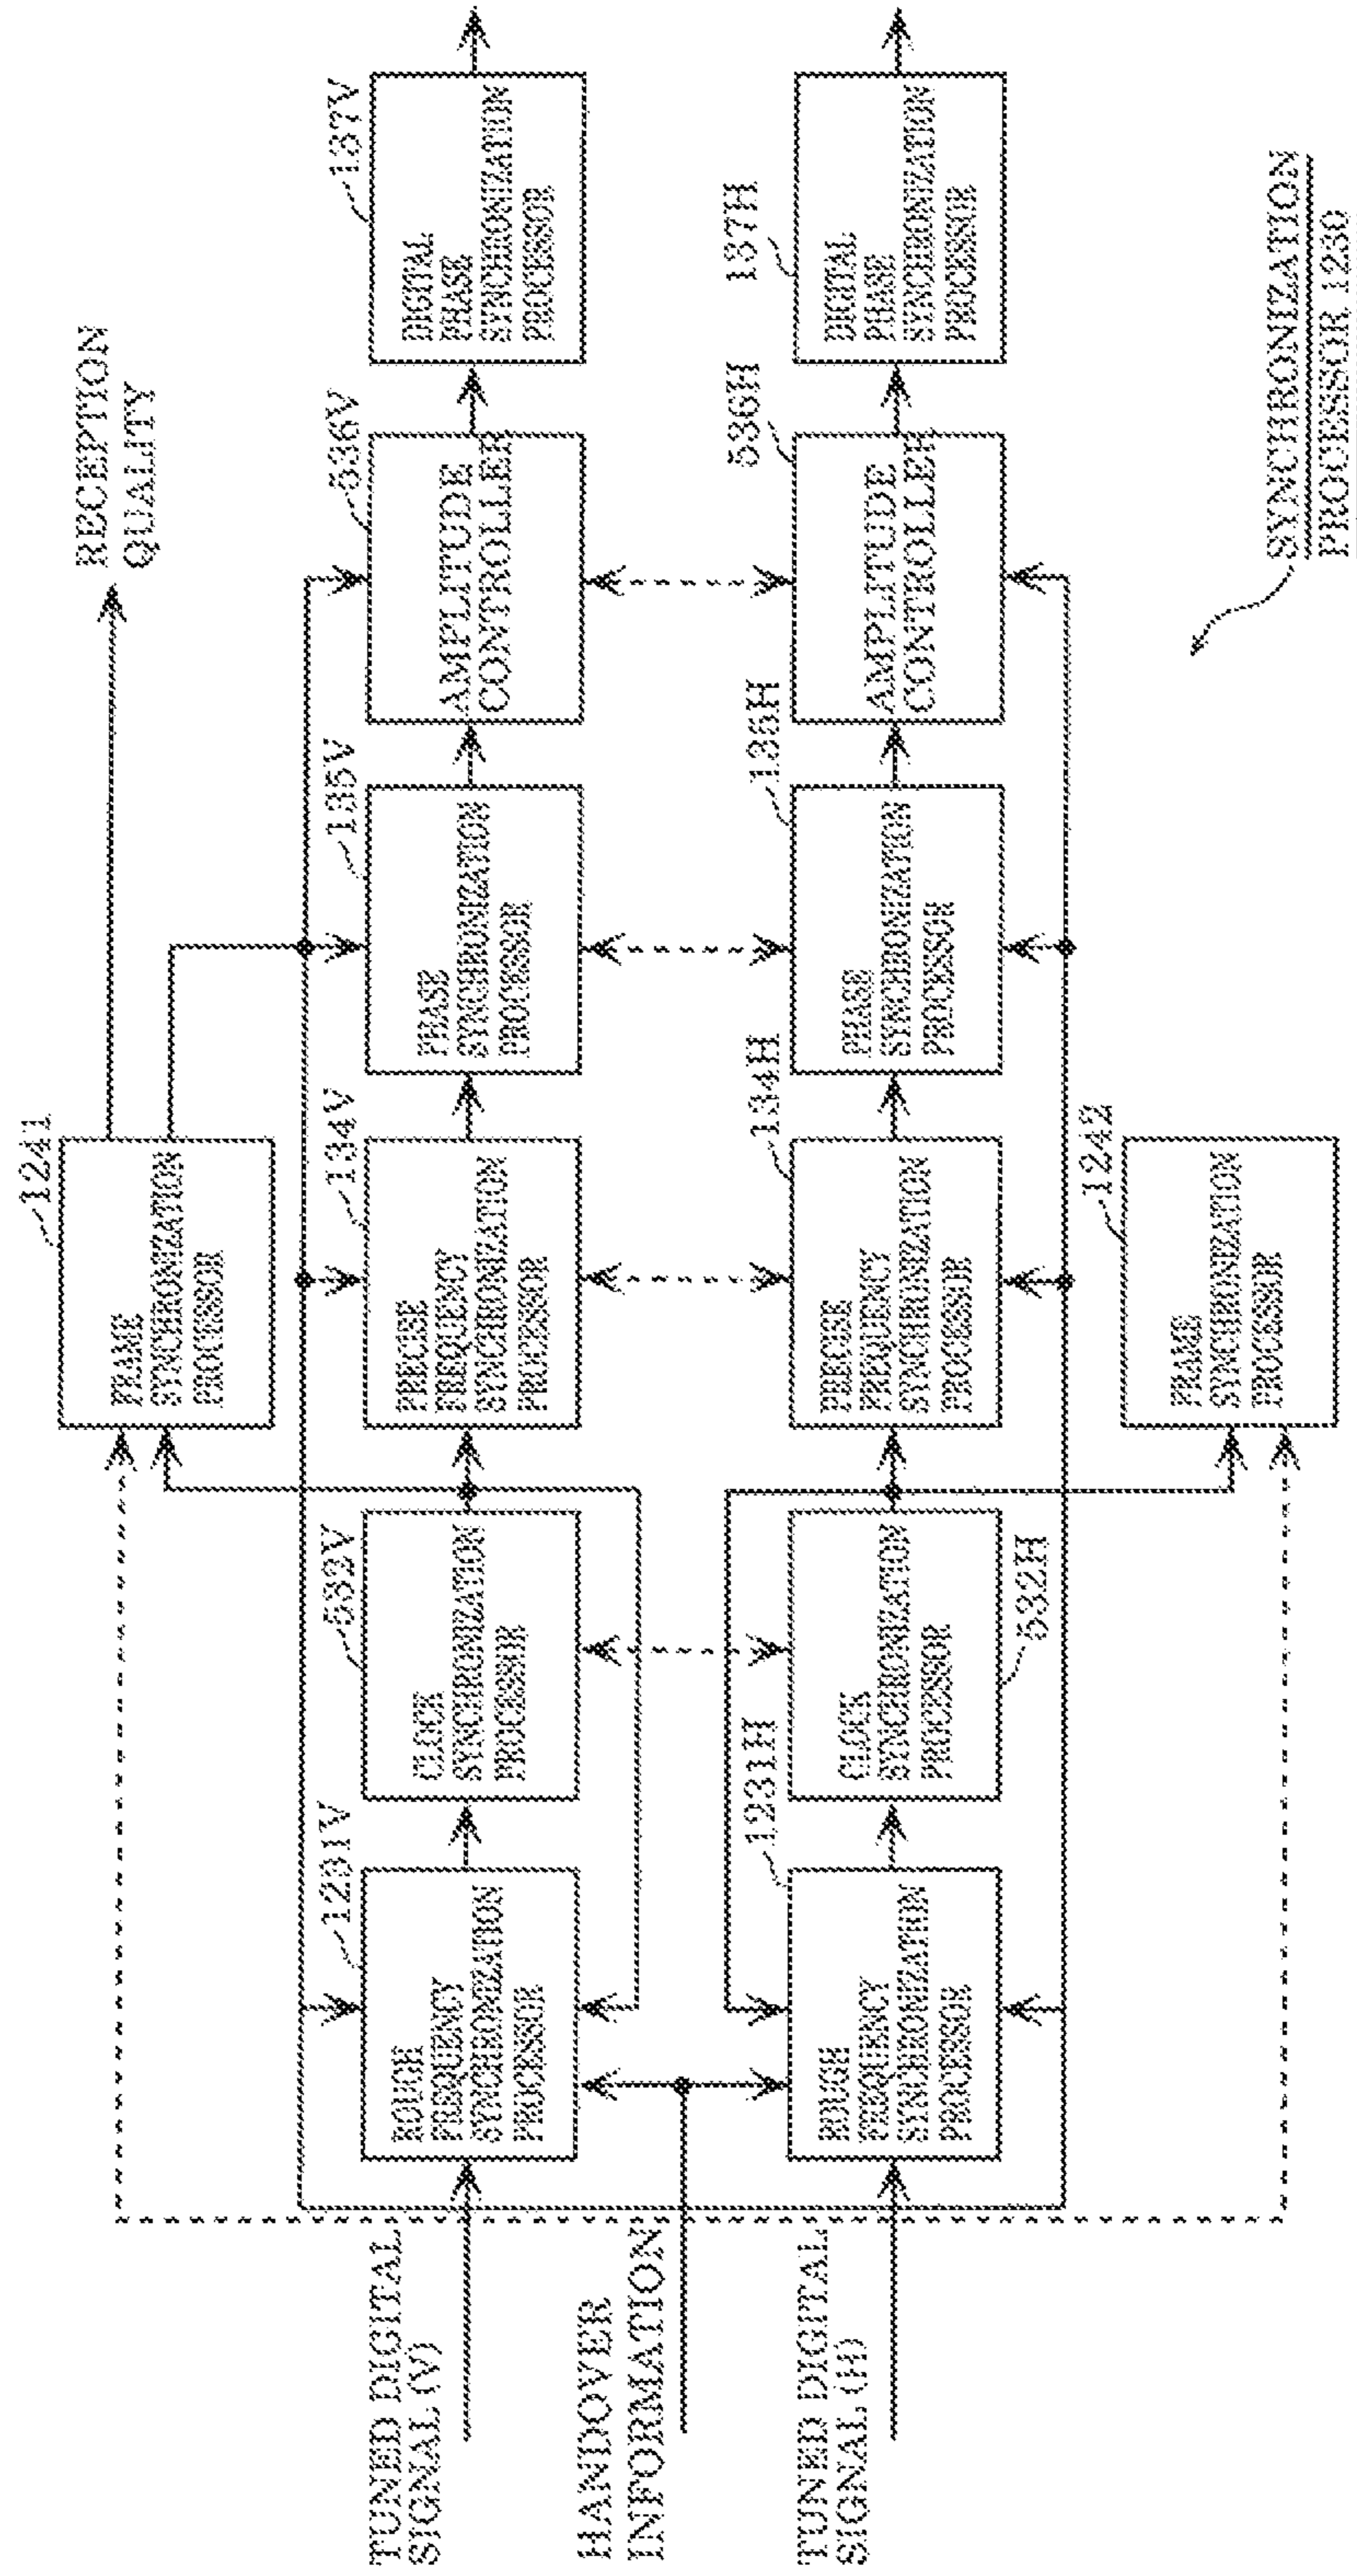 RECEPTION
QUALITY
1241
FRAME
SYNCHRONIZATION
PROCESSOR
TUNED DIGITAL
SIGNAL (V)
1231V
ROUGH
FREQUENCY
SYNCHRONIZATION
PROCESSOR
532V
CLOCK
SYNCHRONIZATION
PROCESSOR
134V
PRECISE
FREQUENCY
SYNCHRONIZATION
PROCESSOR
135V
PHASE
SYNCHRONIZATION
PROCESSOR
536V
AMPLITUDE
CONTROLLER
137V
DIGITAL
PHASE
SYNCHRONIZATION
PROCESSOR
HANDOVER
INFORMATION
TUNED DIGITAL
SIGNAL (H)
1231H
ROUGH
FREQUENCY
SYNCHRONIZATION
PROCESSOR
532H
CLOCK
SYNCHRONIZATION
PROCESSOR
134H
PRECISE
FREQUENCY
SYNCHRONIZATION
PROCESSOR
135H
PHASE
SYNCHRONIZATION
PROCESSOR
536H
AMPLITUDE
CONTROLLER
137H
DIGITAL
PHASE
SYNCHRONIZATION
PROCESSOR
1242
FRAME
SYNCHRONIZATION
PROCESSOR
SYNCHRONIZATION
PROCESSOR 1230